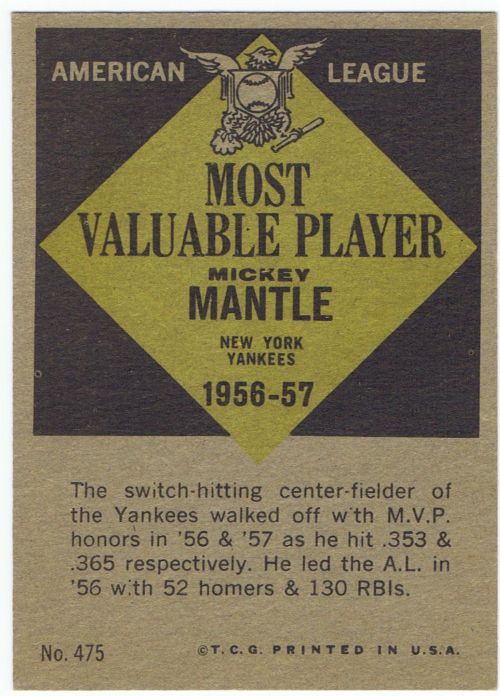 AMERICAN LEAGUE
MOST
VALUABLE PLAYER
MICKEY
MANTLE
NEW YORK
YANKEES
1956-57
The switch-hitting center-fielder of
the Yankees walked off with M.V.P.
honors in '56 & '57 as he hit .353 &
.365 respectively. He led the A.L. in
'56 with 52 homers & 130 RBIs.
No. 475 ©T.C.G. PRINTED IN U.S.A.